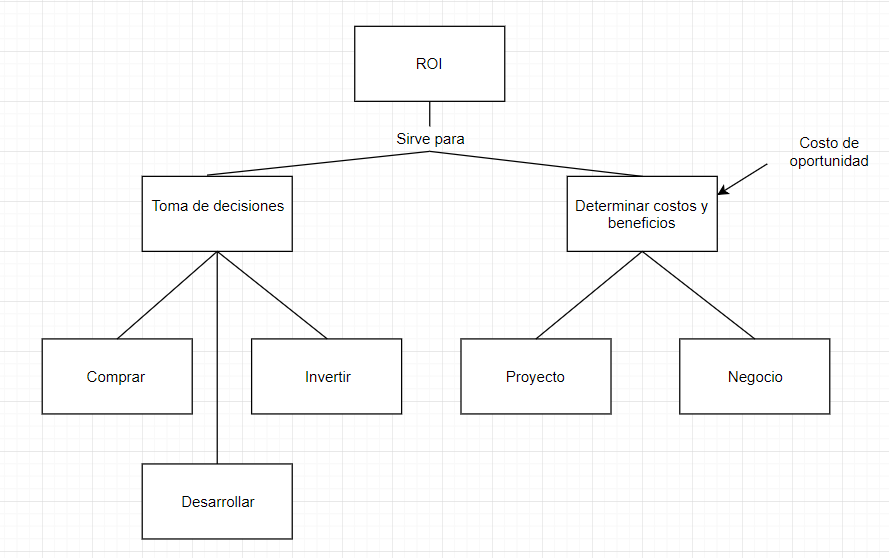 ROI
Sirve para
Costo de
oportunidad
Toma de decisiones
Determinar costos y
beneficios
Comprar
Invertir
Proyecto
Negocio
Desarrollar